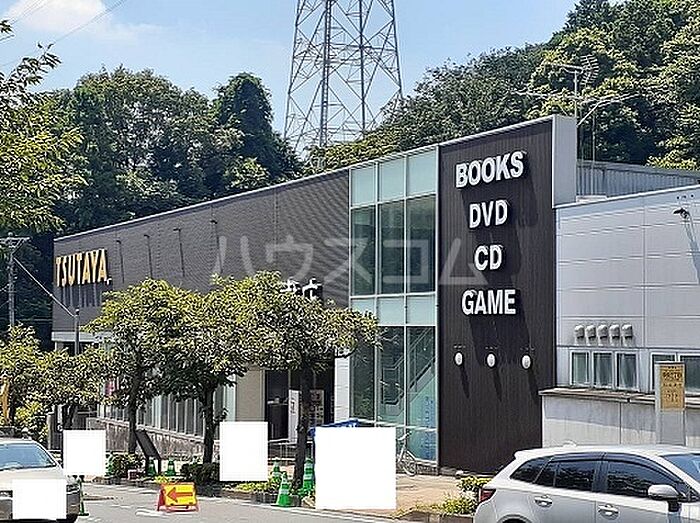 BOOKS
DVD
CD
GAME
TSUTAYA
ハウスコム